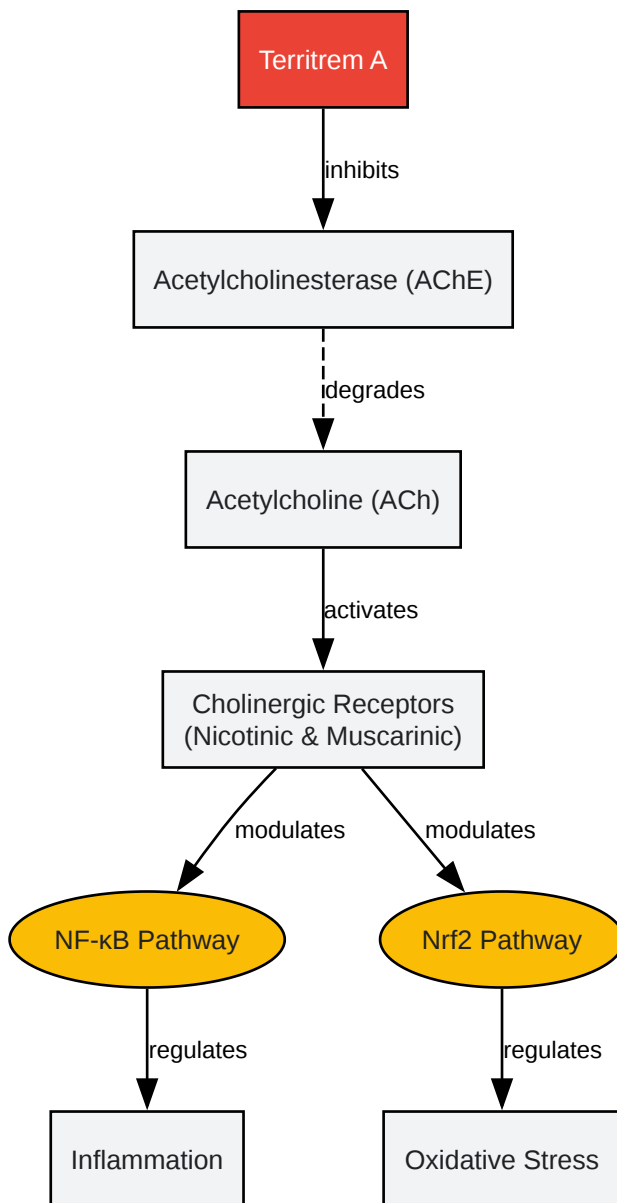 Territrem A
inhibits
Acetylcholinesterase (AChE)
degrades
Acetylcholine (ACh)
activates
Cholinergic Receptors
(Nicotinic & Muscarinic)
modulates
modulates
NF-κB Pathway
Nrf2 Pathway
regulates
regulates
Inflammation
Oxidative Stress